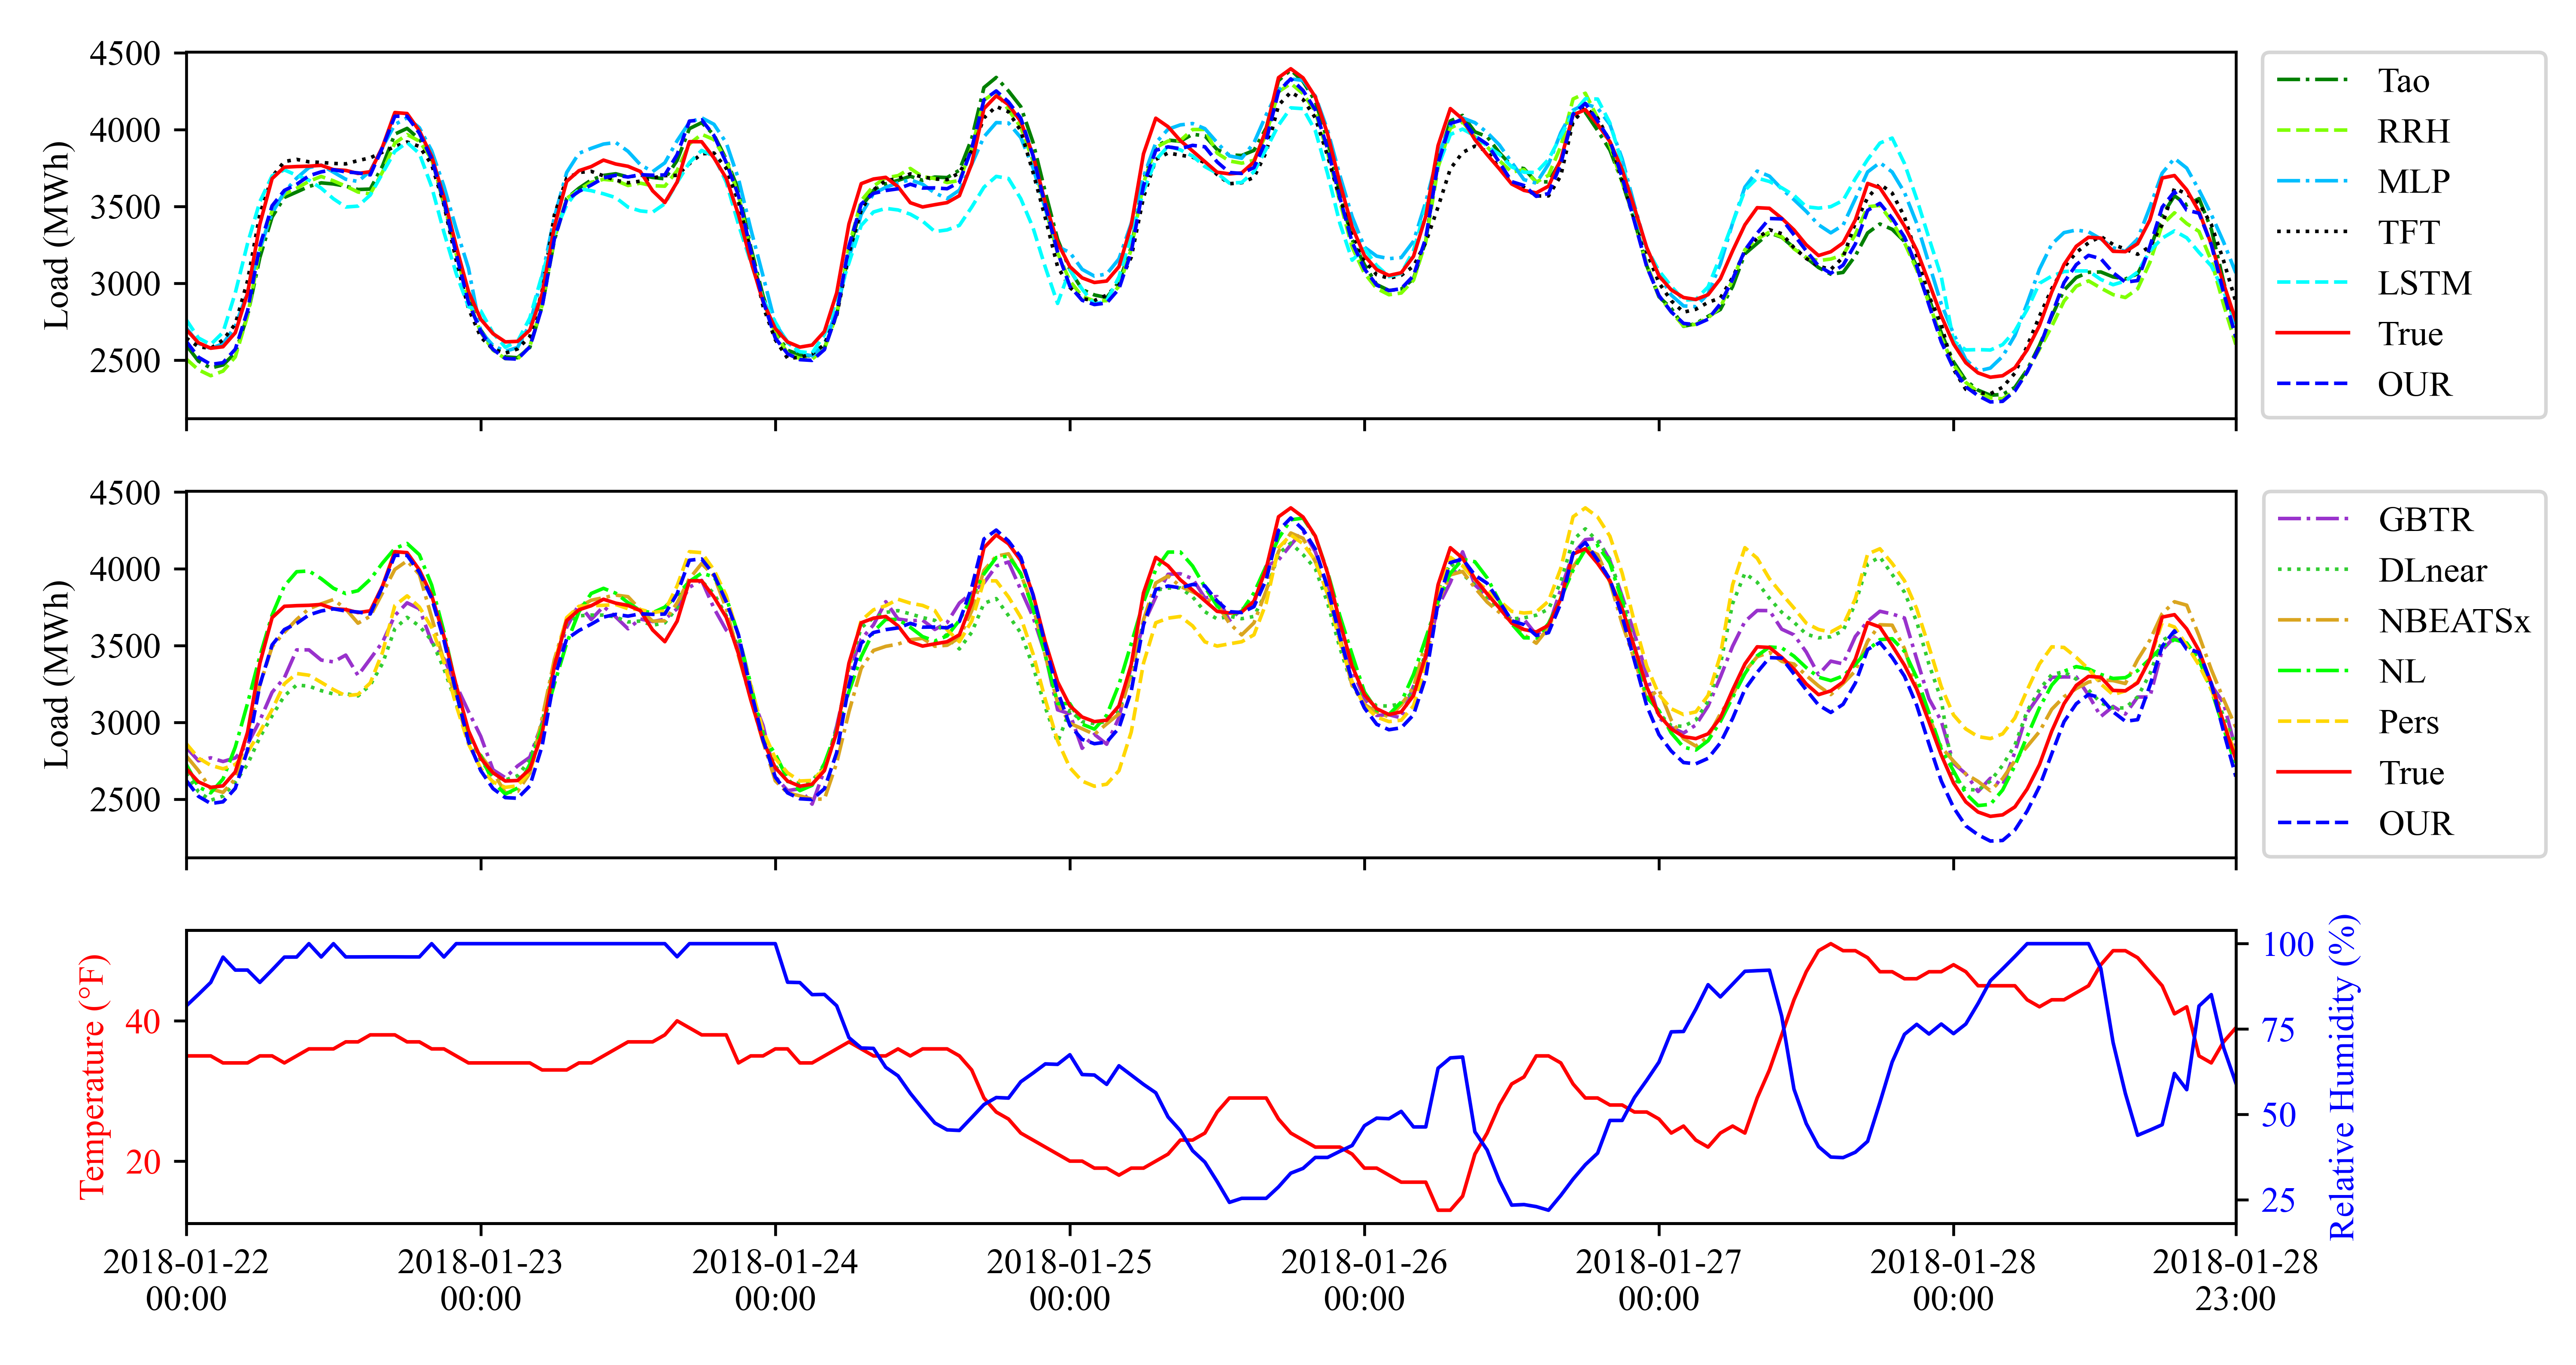 4500
4000
3500
3000
2500
Load (MWh)
Tao
RRH
MLP
TFT
LSTM
True
OUR
4500
4000
3500
3000
2500
Load (MWh)
GBTR
DLnear
NBEATSx
NL
Pers
True
OUR
40
20
Temperature (°F)
100
75
50
25
Relative Humidity (%)
2018-01-22 00:00
2018-01-23 00:00
2018-01-24 00:00
2018-01-25 00:00
2018-01-26 00:00
2018-01-27 00:00
2018-01-28 00:00
2018-01-28 23:00